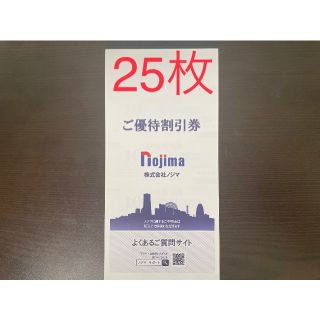 25枚
ご優待割引券
nojima
株式会社ノジマ
よくあるご質問サイト